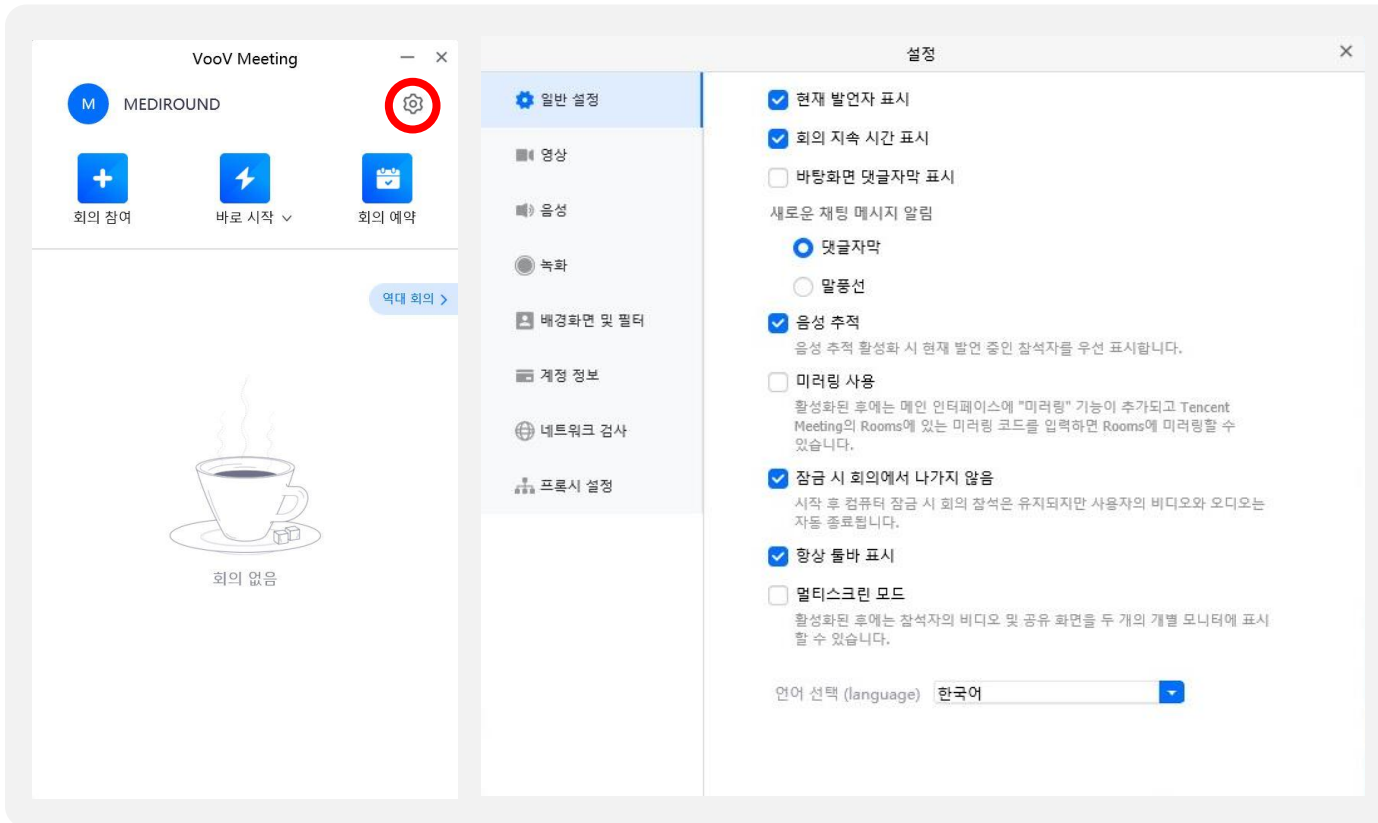 VooV Meeting
M MEDIROUND
회의 참여 바로 시작 회의 예약
역대 회의
회의 없음
설정
일반 설정
영상
음성
녹화
배경화면 및 필터
계정 정보
네트워크 검사
프록시 설정
현재 발언자 표시
회의 지속 시간 표시
바탕화면 댓글자막 표시
새로운 채팅 메시지 알림
댓글자막
말풍선
음성 추적
음성 추적 활성화 시 현재 발언 중인 참석자를 우선 표시합니다.
미러링 사용
활성화된 후에는 메인 인터페이스에 "미러링" 기능이 추가되고 Tencent
Meeting의 Rooms에 있는 미러링 코드를 입력하면 Rooms에 미러링할 수
있습니다.
잠금 시 회의에서 나가지 않음
시작 후 컴퓨터 잠금 시 회의 참석은 유지되지만 사용자의 비디오와 오디오는
자동 종료됩니다.
항상 툴바 표시
멀티스크린 모드
활성화된 후에는 참석자의 비디오 및 공유 화면을 두 개의 개별 모니터에 표시
할 수 있습니다.
언어 선택 (language) 한국어